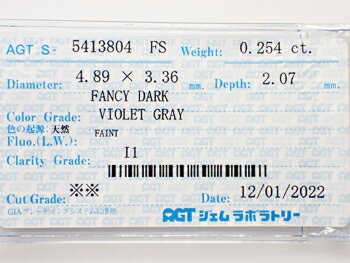 AGT S- 5413804 FS Weight: 0.254 ct.
Diameter: 4.89 × 3.36 mm. Depth: 2.07 mm.
FANCY DARK
Color Grade: VIOLET GRAY
色の起源:天然
Fluo.(L.W.) FAINT
Clarity Grade: I1
Cut Grade: ※※ Date: 12/01/2022
GIAグレーディングシステムに準拠 AGT ジェム ラボラトリー